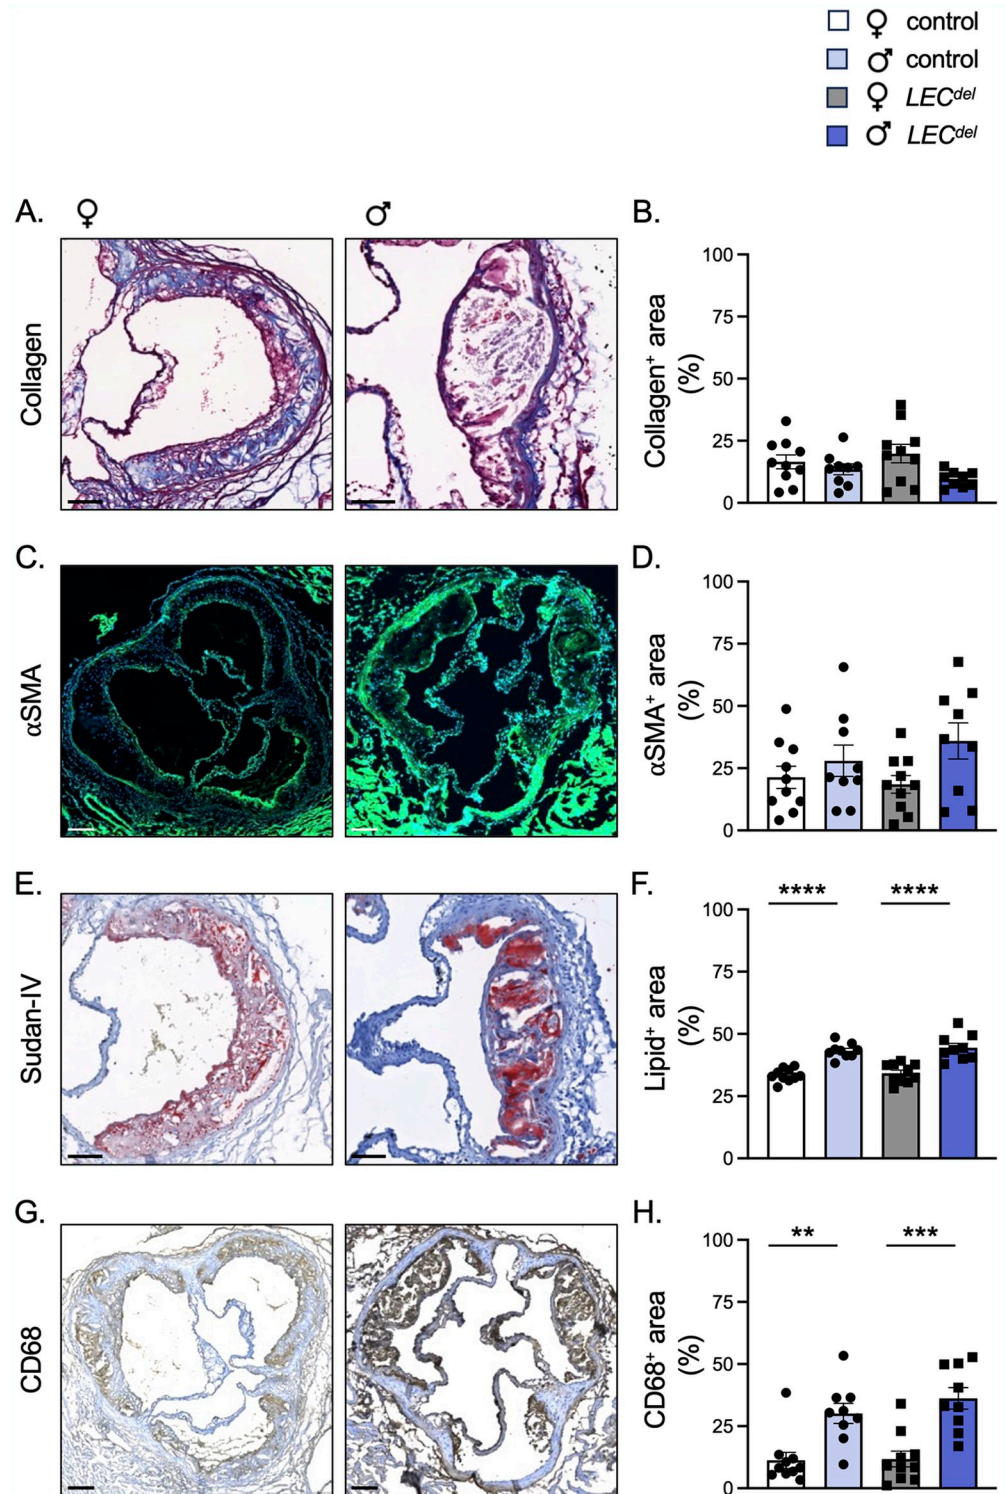 ♀ control
♂ control
♀ LECdel
♂ LECdel
A. ♀ ♂ B.
Collagen
Collagen+ area
(%)
100
75
50
25
0
C. D.
αSMA
αSMA+ area
(%)
100
75
50
25
0
E. F.
Sudan-IV
Lipid+ area
(%)
**** ****
100
75
50
25
0
G. H.
CD68
CD68+ area
(%)
** ***
100
75
50
25
0